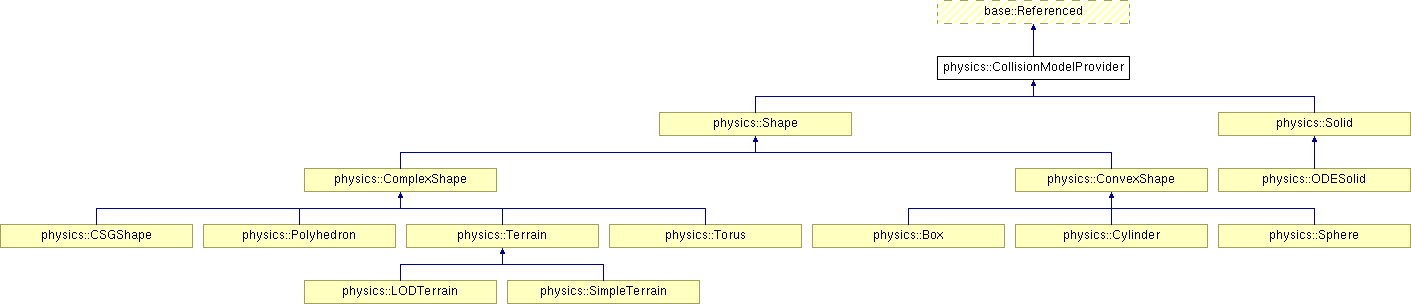 base::Referenced
physics::CollisionModelProvider
physics::Shape
physics::Solid
physics::ComplexShape
physics::ConvexShape
physics::ODESolid
physics::CSGShape
physics::Polyhedron
physics::Terrain
physics::Torus
physics::Box
physics::Cylinder
physics::Sphere
physics::LODTerrain
physics::SimpleTerrain